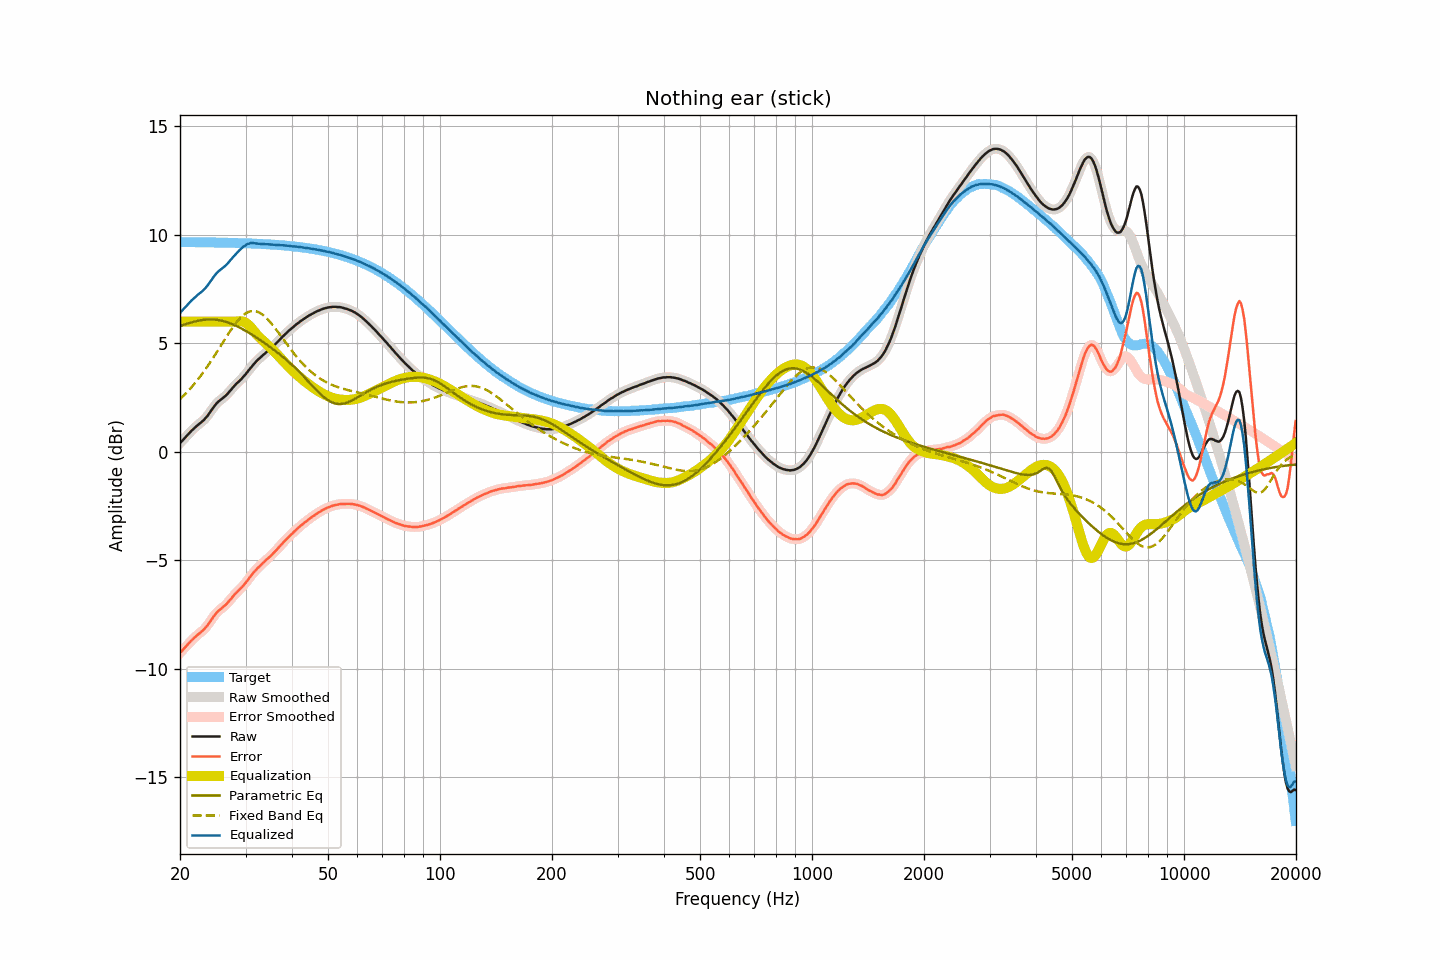 Nothing ear (stick)
15
10
5
0
−5
−10
−15
Amplitude (dBr)
Target
Raw Smoothed
Error Smoothed
Raw
Error
Equalization
Parametric Eq
Fixed Band Eq
Equalized
20 50 100 200 500 1000 2000 5000 10000 20000
Frequency (Hz)